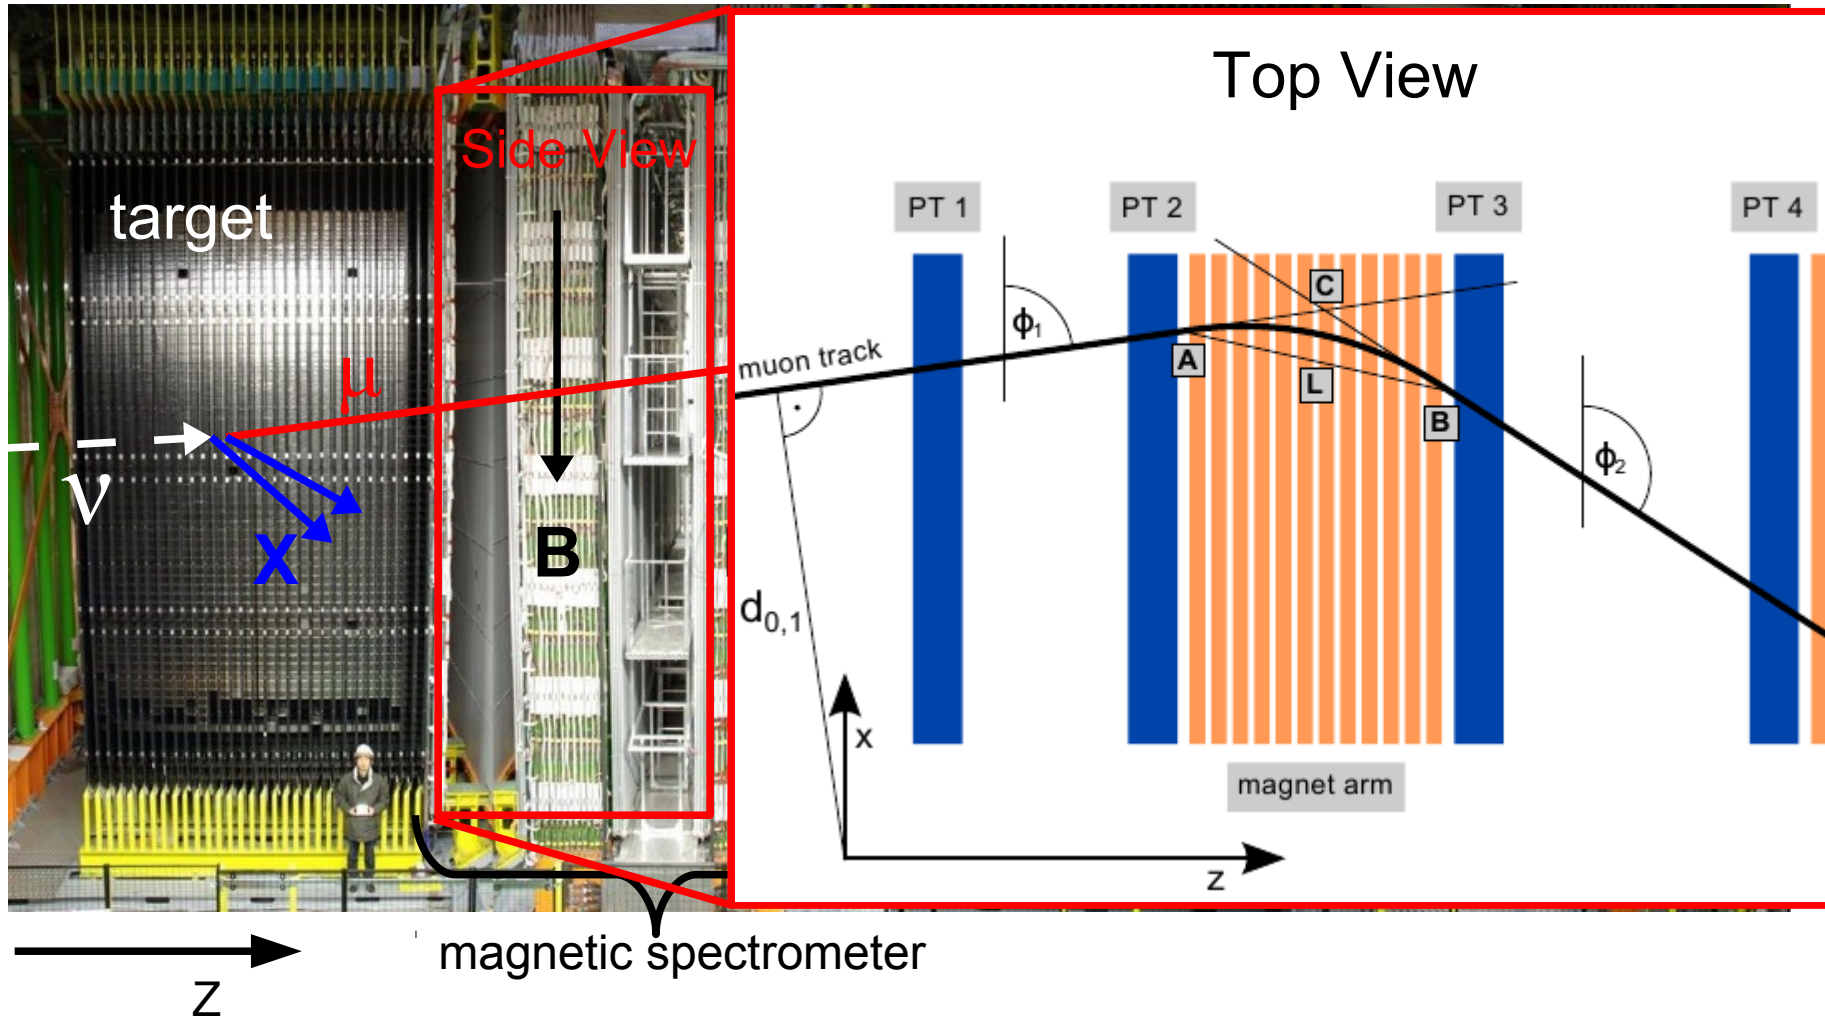 Top View
Side View
target
PT 1
PT 2
PT 3
PT 4
C
ϕ1
muon track
A
L
B
ϕ2
μ
ν
X
B
d0,1
x
magnet arm
z
magnetic spectrometer
Z